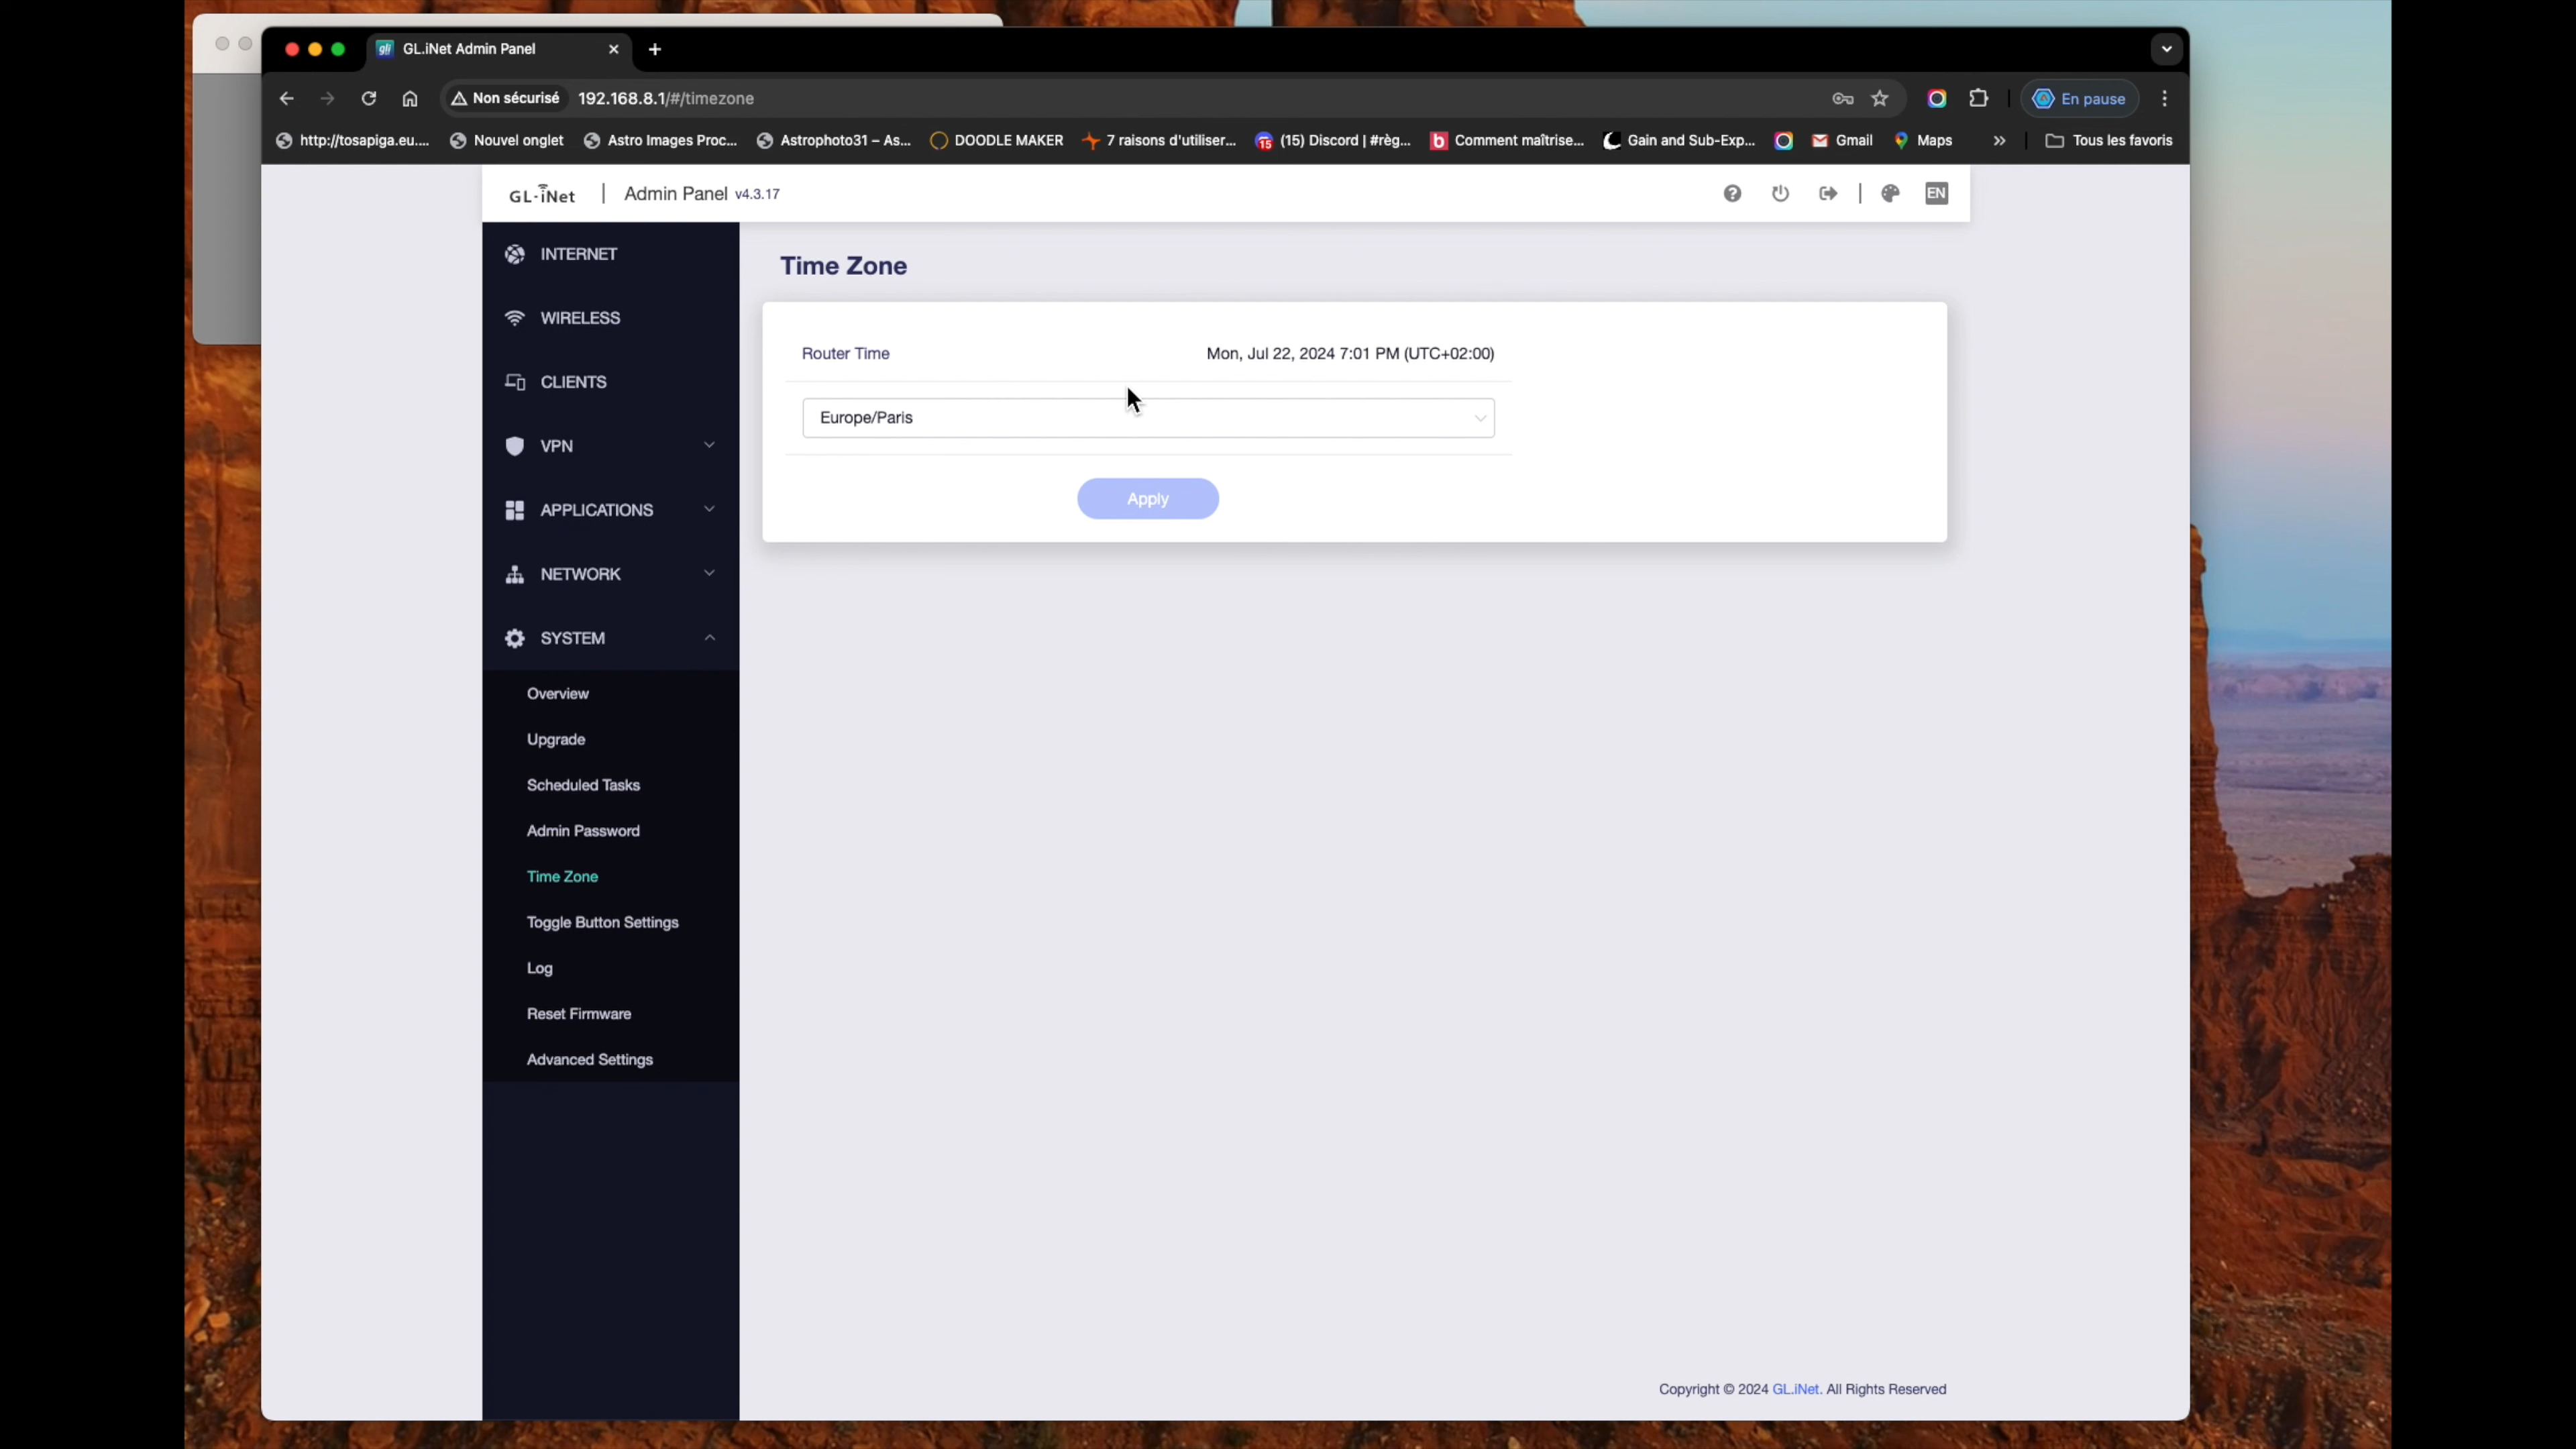 GL.iNet Admin Panel
Non sécurisé 192.168.8.1/#/timezone En pause
http://tosapiga.eu.... Nouvel onglet Astro Images Proc... Astrophoto31 – As... DOODLE MAKER 7 raisons d'utiliser... (15) Discord | #règ... Comment maîtrise... Gain and Sub-Exp... Gmail Maps » Tous les favoris
GL·iNet | Admin Panel v4.3.17 EN
INTERNET
WIRELESS
CLIENTS
VPN
APPLICATIONS
NETWORK
SYSTEM
Overview
Upgrade
Scheduled Tasks
Admin Password
Time Zone
Toggle Button Settings
Log
Reset Firmware
Advanced Settings
Time Zone
Router Time Mon, Jul 22, 2024 7:01 PM (UTC+02:00)
Europe/Paris
Apply
Copyright © 2024 GL.iNet. All Rights Reserved